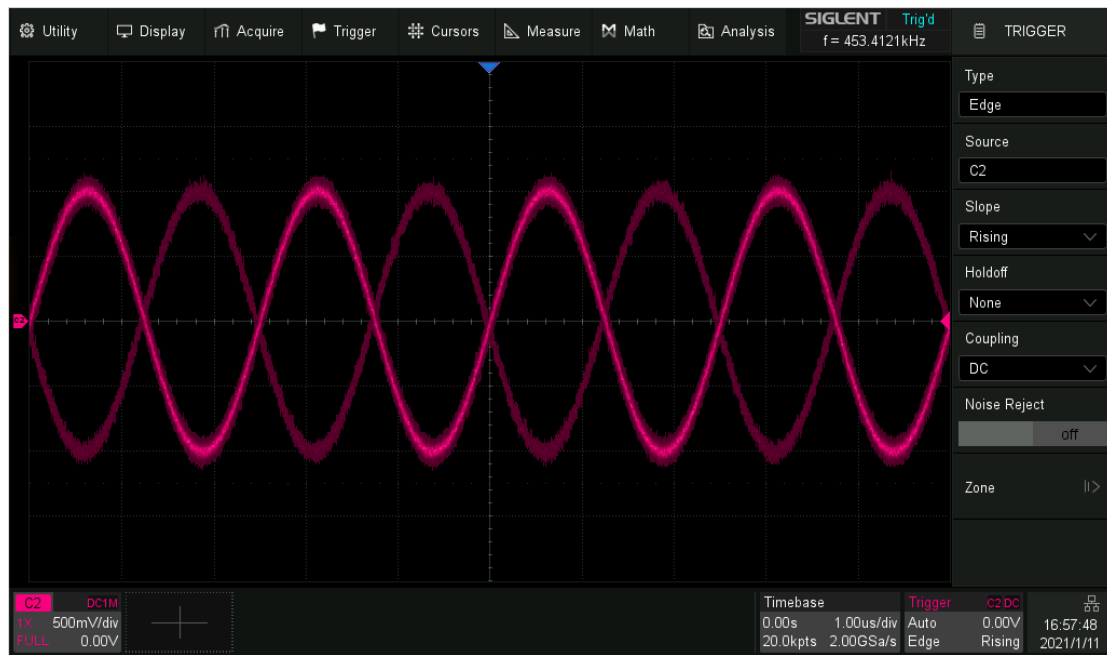 Utility Display Acquire Trigger Cursors Measure Math Analysis
SIGLENT Trig'd
f = 453.4121kHz
TRIGGER
Type
Edge
Source
C2
Slope
Rising
Holdoff
None
Coupling
DC
Noise Reject
off
Zone
C2
C2 DC1M
1X 500mV/div
FULL 0.00V
Timebase
0.00s 1.00us/div
20.0kpts 2.00GSa/s
Trigger C2 DC
Auto 0.00V
Edge Rising
16:57:48
2021/1/11